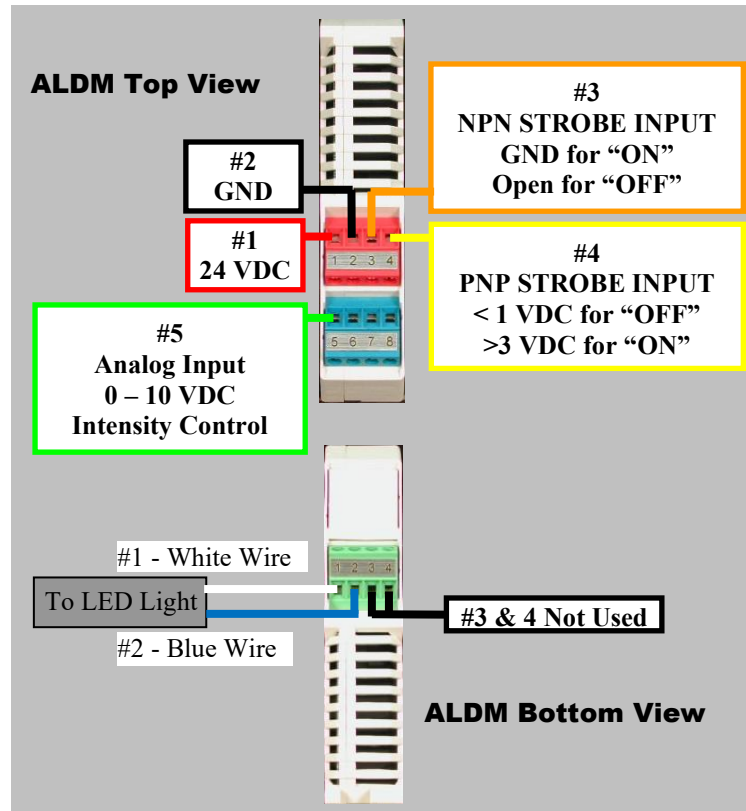 ALDM Top View
#3
NPN STROBE INPUT
GND for “ON”
Open for “OFF”
#2
GND
#1
24 VDC
1 2 3 4
#4
PNP STROBE INPUT
< 1 VDC for “OFF”
>3 VDC for “ON”
#5
Analog Input
0 – 10 VDC
Intensity Control
5 6 7 8
#1 - White Wire
1 2 3 4
To LED Light
#3 & 4 Not Used
#2 - Blue Wire
ALDM Bottom View